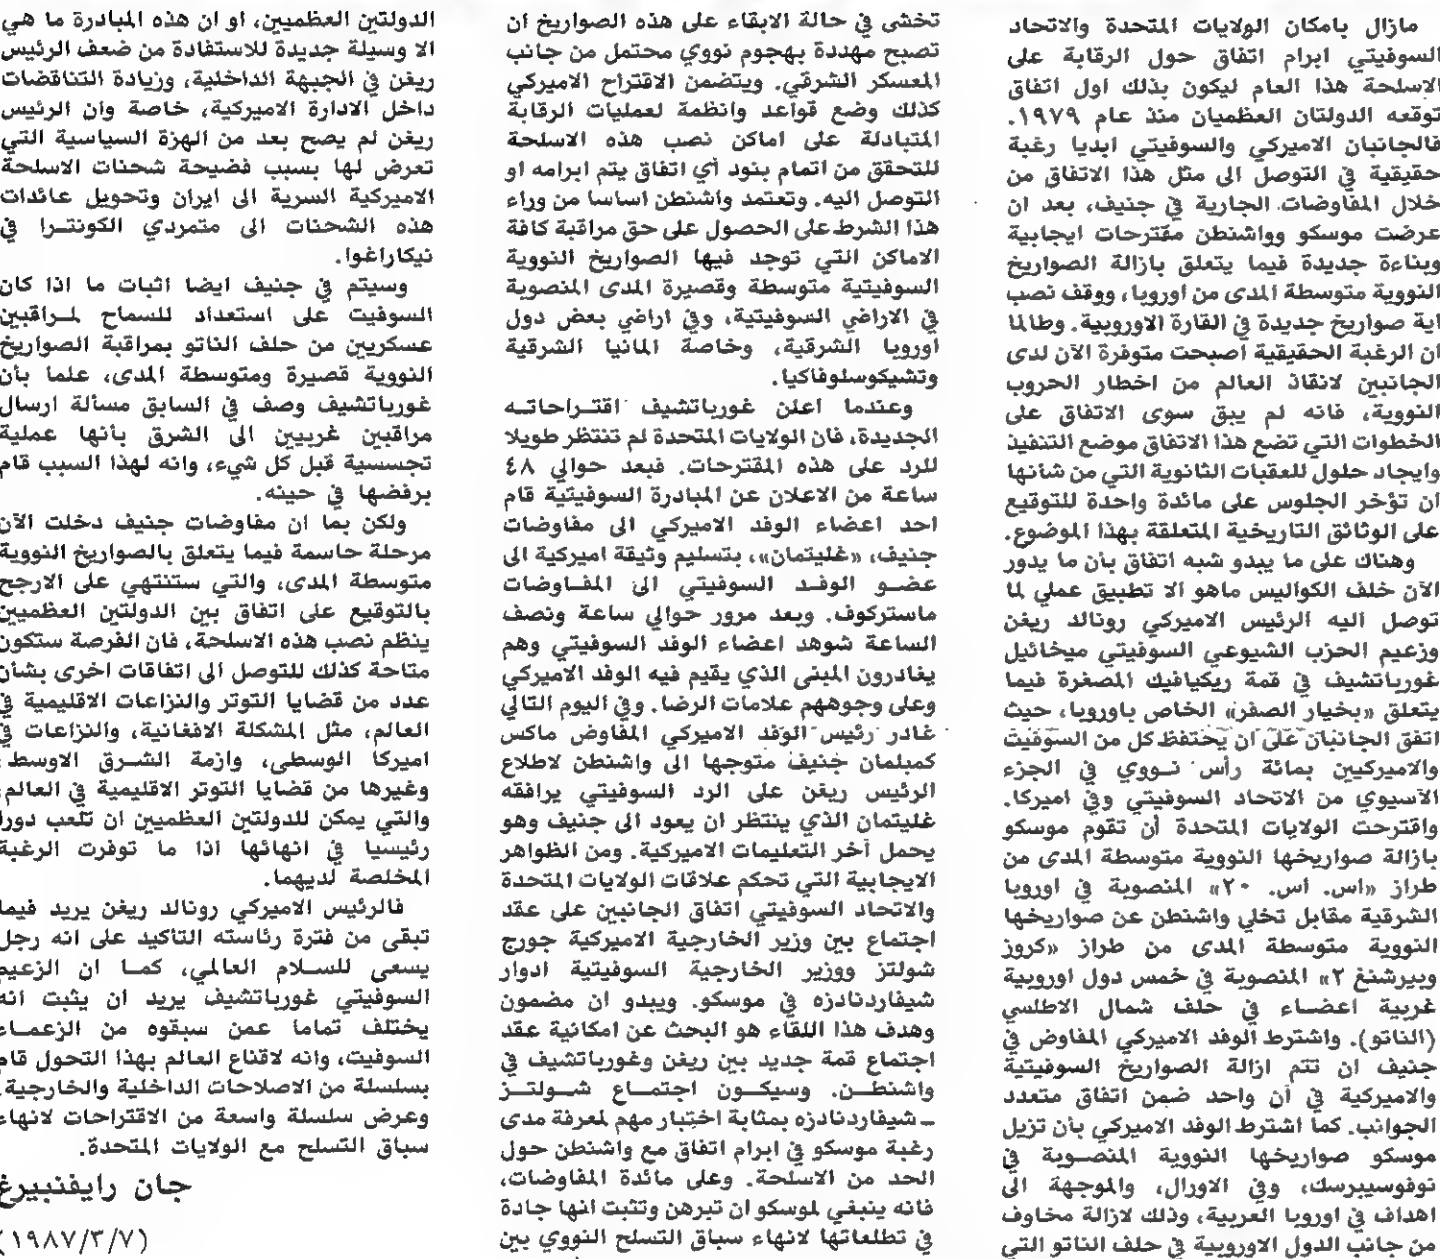 مازال بامكان الولايات المتحدة والاتحاد
السوفيتي ابرام اتفاق حول الرقابة على
الاسلحة هذا العام ليكون بذلك اول اتفاق
توقعه الدولتان العظميان منذ عام ١٩٧٩.
فالجانبان الاميركي والسوفيتي ابديا رغبة
حقيقية في التوصل الى مثل هذا الاتفاق من
خلال المفاوضات الجارية في جنيف، بعد ان
عرضت موسكو وواشنطن مقترحات ايجابية
وبناءة جديدة فيما يتعلق بازالة الصواريخ
النووية متوسطة المدى من اوروبا، ووقف نصب
اية صواريخ جديدة في القارة الاوروبية. وطالما
ان الرغبة الحقيقية اصبحت متوفرة الآن لدى
الجانبين لانقاذ العالم من اخطار الحروب
النووية، فانه لم يبق سوى الاتفاق على
الخطوات التي تضع هذا الاتفاق موضع التنفيذ
وايجاد حلول للعقبات الثانوية التي من شأنها
ان تؤخر الجلوس على مائدة واحدة للتوقيع
على الوثائق التاريخية المتعلقة بهذا الموضوع.
وهناك على ما يبدو شبه اتفاق بأن ما يدور
الآن خلف الكواليس ماهو الا تطبيق عملي لما
توصل اليه الرئيس الاميركي رونالد ريغن
وزعيم الحزب الشيوعي السوفيتي ميخائيل
غورباتشيف في قمة ريكيافيك المصغرة فيما
يتعلق «بخيار الصفر» الخاص باوروبا، حيث
اتفق الجانبان على ان يحتفظ كل من السوفيت
والاميركيين بمائة رأس نووي في الجزء
الآسيوي من الاتحاد السوفيتي وفي اميركا.
واقترحت الولايات المتحدة أن تقوم موسكو
بازالة صواريخها النووية متوسطة المدى من
طراز «اس. اس. ٢٠» المنصوبة في اوروبا
الشرقية مقابل تخلي واشنطن عن صواريخها
النووية متوسطة المدى من طراز «كروز
وبيرشنغ ٢» المنصوبة في خمس دول اوروبية
غربية اعضاء في حلف شمال الاطلسي
(الناتو). واشترط الوفد الاميركي المفاوض في
جنيف ان تتم ازالة الصواريخ السوفيتية
والاميركية في آن واحد ضمن اتفاق متعدد
الجوانب. كما اشترط الوفد الاميركي بأن تزيل
موسكو صواريخها النووية المنصوبة في
نوفوسيبرسك، وفي الاورال، والموجهة الى
اهداف في اوروبا الغربية، وذلك لازالة مخاوف
من جانب الدول الاوروبية في حلف الناتو التي
تخشى في حالة الابقاء على هذه الصواريخ ان
تصبح مهددة بهجوم نووي محتمل من جانب
المعسكر الشرقي. ويتضمن الاقتراح الاميركي
كذلك وضع قواعد وانظمة لعمليات الرقابة
المتبادلة على اماكن نصب هذه الاسلحة
للتحقق من اتمام بنود أي اتفاق يتم ابرامه او
التوصل اليه. وتعتمد واشنطن اساسا من وراء
هذا الشرط على الحصول على حق مراقبة كافة
الاماكن التي توجد فيها الصواريخ النووية
السوفيتية متوسطة وقصيرة المدى المنصوبة
في الاراضي السوفيتية، وفي اراضي بعض دول
اوروبا الشرقية، وخاصة المانيا الشرقية
وتشيكوسلوفاكيا.
وعندما اعلن غورباتشيف اقتراحاته
الجديدة، فان الولايات المتحدة لم تنتظر طويلا
للرد على هذه المقترحات. فبعد حوالي ٤٨
ساعة من الاعلان عن المبادرة السوفيتية قام
احد اعضاء الوفد الاميركي الى مفاوضات
جنيف، «غليتمان»، بتسليم وثيقة اميركية الى
عضو الوفد السوفيتي الى المفاوضات
ماستركوف. وبعد مرور حوالي ساعة ونصف
الساعة شوهد اعضاء الوفد السوفيتي وهم
يغادرون المبنى الذي يقيم فيه الوفد الاميركي
وعلى وجوههم علامات الرضا. وفي اليوم التالي
غادر رئيس الوفد الاميركي المفاوض ماكس
كمبلمان جنيف متوجها الى واشنطن لاطلاع
الرئيس ريغن على الرد السوفيتي يرافقه
غليتمان الذي ينتظر ان يعود الى جنيف وهو
يحمل آخر التعليمات الاميركية. ومن الظواهر
الايجابية التي تحكم علاقات الولايات المتحدة
والاتحاد السوفيتي اتفاق الجانبين على عقد
اجتماع بين وزير الخارجية الاميركية جورج
شولتز ووزير الخارجية السوفيتية ادوار
شيفاردنادزه في موسكو. ويبدو ان مضمون
وهدف هذا اللقاء هو البحث عن امكانية عقد
اجتماع قمة جديد بين ريغن وغورباتشيف في
واشنطن. وسيكون اجتماع شولتز
ـ شيفاردنادزه بمثابة اختبار مهم لمعرفة مدى
رغبة موسكو في ابرام اتفاق مع واشنطن حول
الحد من الاسلحة. وعلى مائدة المفاوضات،
فانه ينبغي لموسكو ان تبرهن وتثبت انها جادة
في تطلعاتها لانهاء سباق التسلح النووي بين
الدولتين العظميين، او ان هذه المبادرة ما هي
الا وسيلة جديدة للاستفادة من ضعف الرئيس
ريغن في الجبهة الداخلية، وزيادة التناقضات
داخل الادارة الاميركية، خاصة وان الرئيس
ريغن لم يصح بعد من الهزة السياسية التي
تعرض لها بسبب فضيحة شحنات الاسلحة
الاميركية السرية الى ايران وتحويل عائدات
هذه الشحنات الى متمردي الكونترا في
نيكاراغوا.
وسيتم في جنيف ايضا اثبات ما اذا كان
السوفيت على استعداد للسماح لمراقبين
عسكريين من حلف الناتو بمراقبة الصواريخ
النووية قصيرة ومتوسطة المدى، علما بأن
غورباتشيف وصف في السابق مسألة ارسال
مراقبين غربيين الى الشرق بأنها عملية
تجسسية قبل كل شيء، وانه لهذا السبب قام
برفضها في حينه.
ولكن بما ان مفاوضات جنيف دخلت الآن
مرحلة حاسمة فيما يتعلق بالصواريخ النووية
متوسطة المدى، والتي ستنتهي على الارجح
بالتوقيع على اتفاق بين الدولتين العظميين
ينظم نصب هذه الاسلحة، فان الفرصة ستكون
متاحة كذلك للتوصل الى اتفاقات اخرى بشأن
عدد من قضايا التوتر والنزاعات الاقليمية في
العالم، مثل المشكلة الافغانية، والنزاعات في
اميركا الوسطى، وازمة الشرق الاوسط،
وغيرها من قضايا التوتر الاقليمية في العالم،
والتي يمكن للدولتين العظميين ان تلعب دورا
رئيسيا في انهائها اذا ما توفرت الرغبة
المخلصة لديهما.
فالرئيس الاميركي رونالد ريغن يريد فيما
تبقى من فترة رئاسته التأكيد على انه رجل
يسعى للسلام العالمي، كما ان الزعيم
السوفيتي غورباتشيف يريد ان يثبت انه
يختلف تماما عمن سبقوه من الزعماء
السوفيت، وانه لاقناع العالم بهذا التحول قام
بسلسلة من الاصلاحات الداخلية والخارجية.
وعرض سلسلة واسعة من الاقتراحات لانهاء
سباق التسلح مع الولايات المتحدة.
جان رايفنبيرغ
(١٩٨٧/٣/٧)